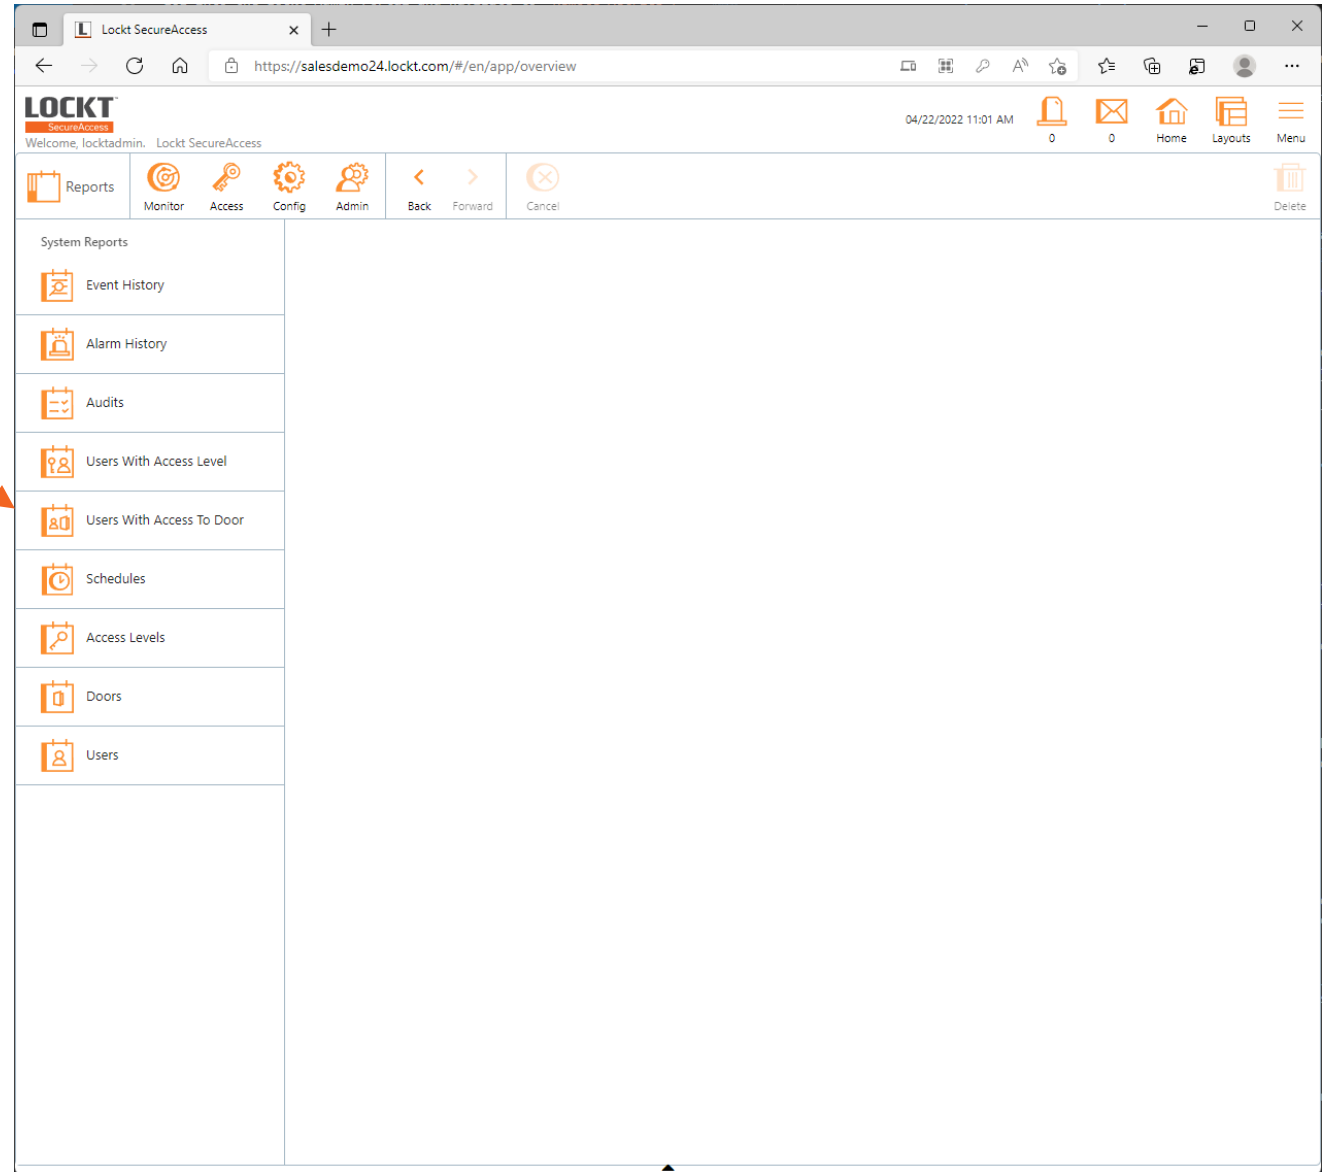 Lockt SecureAccess
https://salesdemo24.lockt.com/#/en/app/overview
LOCKT™
SecureAccess
Welcome, locktadmin. Lockt SecureAccess
04/22/2022 11:01 AM
0
0
Home
Layouts
Menu
Reports
Monitor
Access
Config
Admin
Back
Forward
Cancel
Delete
System Reports
Event History
Alarm History
Audits
Users With Access Level
Users With Access To Door
Schedules
Access Levels
Doors
Users